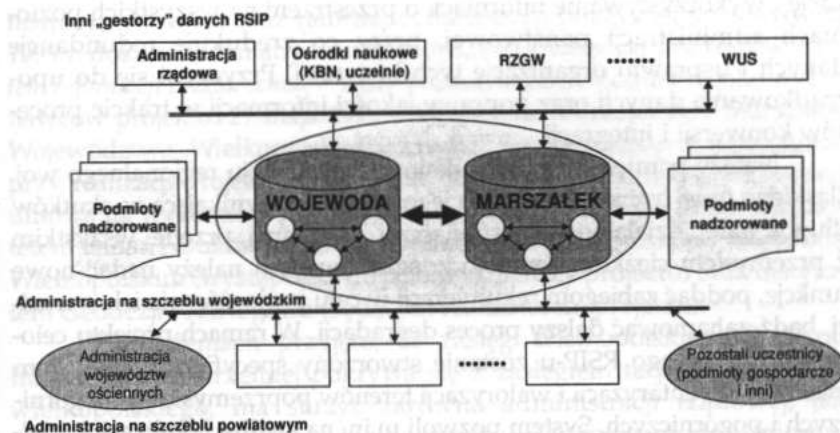 Inni „gestorzy” danych RSIP
Administracja
rządowa
Ośrodki naukowe
(KBN, uczelnie)
RZGW
WUS
Podmioty
nadzorowane
WOJEWODA
MARSZAŁEK
Podmioty
nadzorowane
Administracja na szczeblu wojewódzkim
Administracja
województw
ościennych
Pozostali uczestnicy
(podmioty gospodarcze
i inni)
Administracja na szczeblu powiatowym